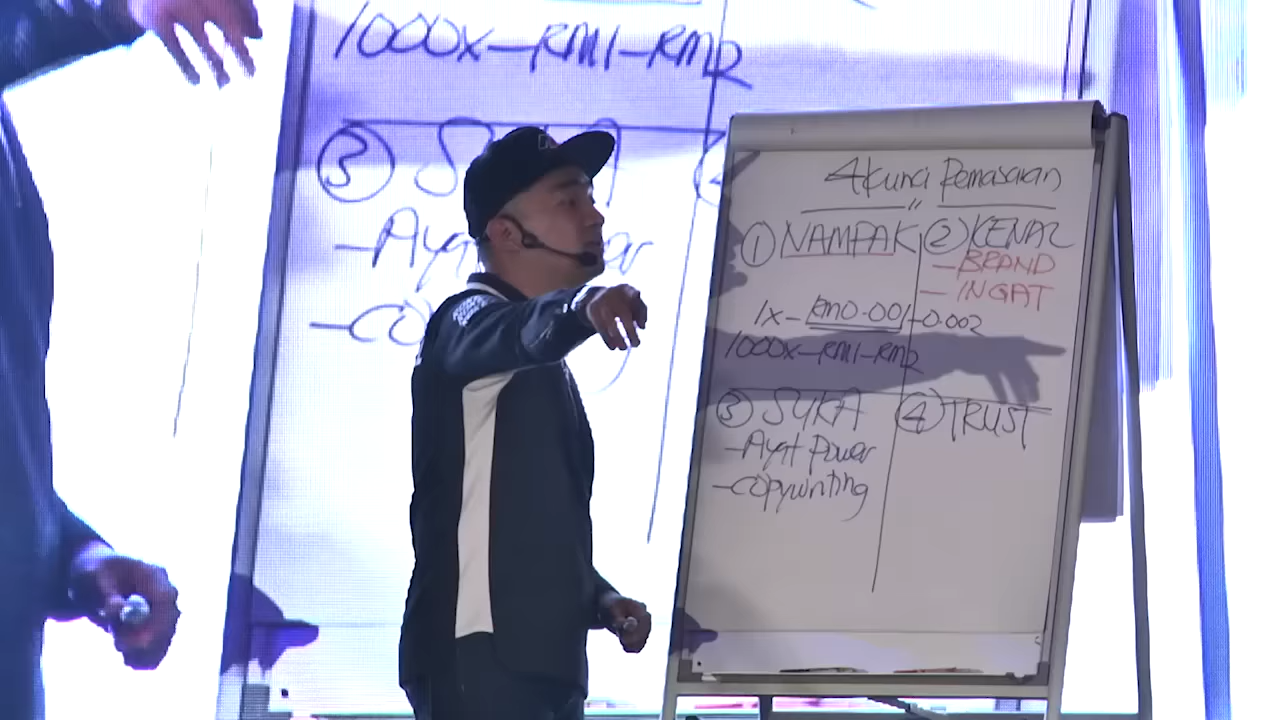 4 Kunci Pemasaran
① NAMPAK
② KENAL
- BRAND
- INGAT
1x - RM0.001 - 0.002
1000x - RM1 - RM2
③ SUKA
- Ayat Power
- Copywriting
④ TRUST
1000x - RM1 - RM2
③ S
- Aya
- CO